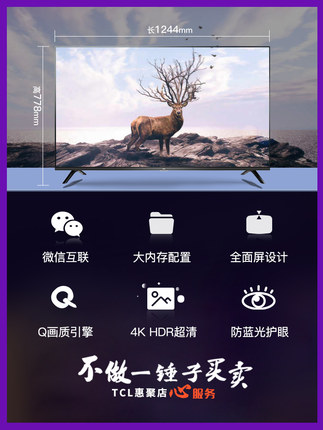 长1244mm
高778mm
微信互联
大内存配置
全面屏设计
Q画质引擎
4K HDR超清
防蓝光护眼
不做一锤子买卖
TCL惠聚店 心服务